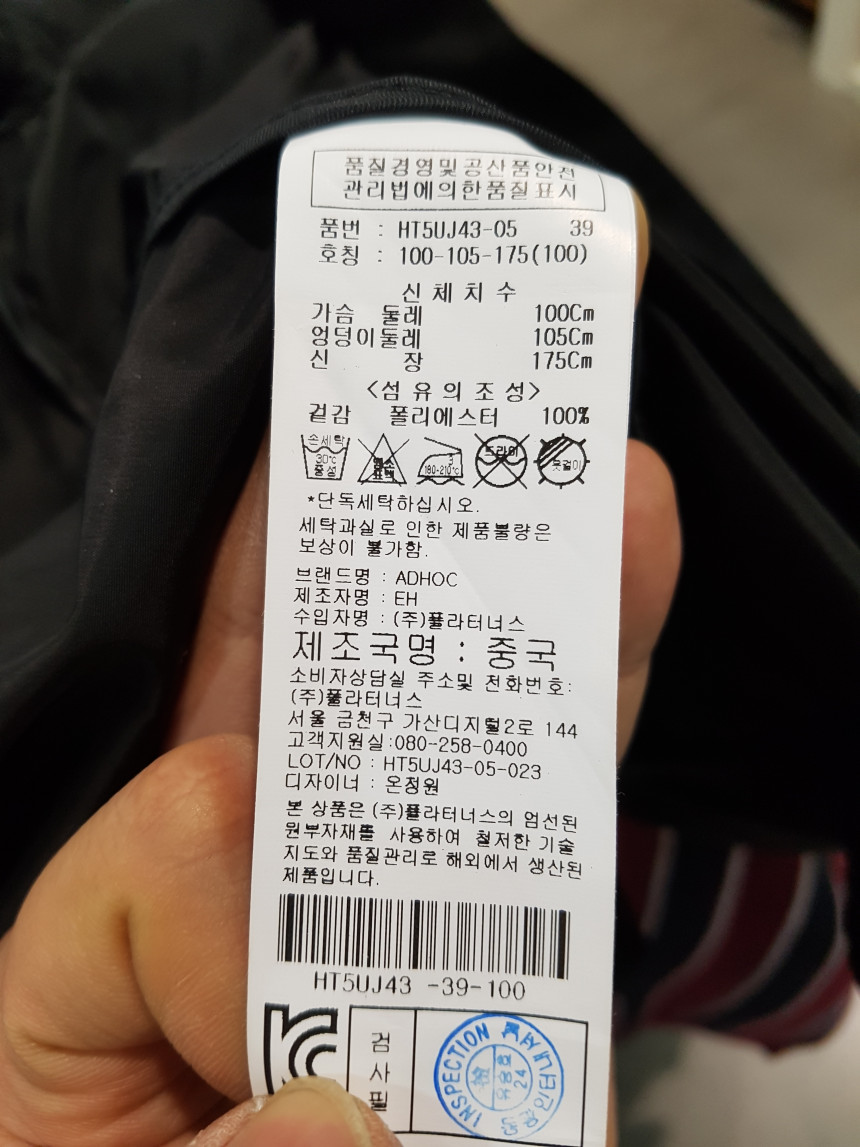 품질경영및공산품안전
관리법에의한품질표시
품번 : HT5UJ43-05 39
호칭 : 100-105-175(100)
신체치수
가슴 둘레 100Cm
엉덩이둘레 105Cm
신 장 175Cm
<섬유의조성>
겉감 폴리에스터 100%
손세탁 30℃ 중성
염소 표백
3 180-210℃
드라이
옷걸이
*단독세탁하십시오.
세탁과실로 인한 제품불량은
보상이 불가함.
브랜드명 : ADHOC
제조자명 : EH
수입자명 : (주)플라터너스
제조국명 : 중국
소비자상담실 주소및 전화번호:
(주)플라터너스
서울 금천구 가산디지털2로 144
고객지원실:080-258-0400
LOT/NO : HT5UJ43-05-023
디자이너 : 온정원
본 상품은 (주)플라터너스의 엄선된
원부자재를 사용하여 철저한 기술
지도와 품질관리로 해외에서 생산된
제품입니다.
HT5UJ43 -39-100
검
사
필
INSPECTION
24